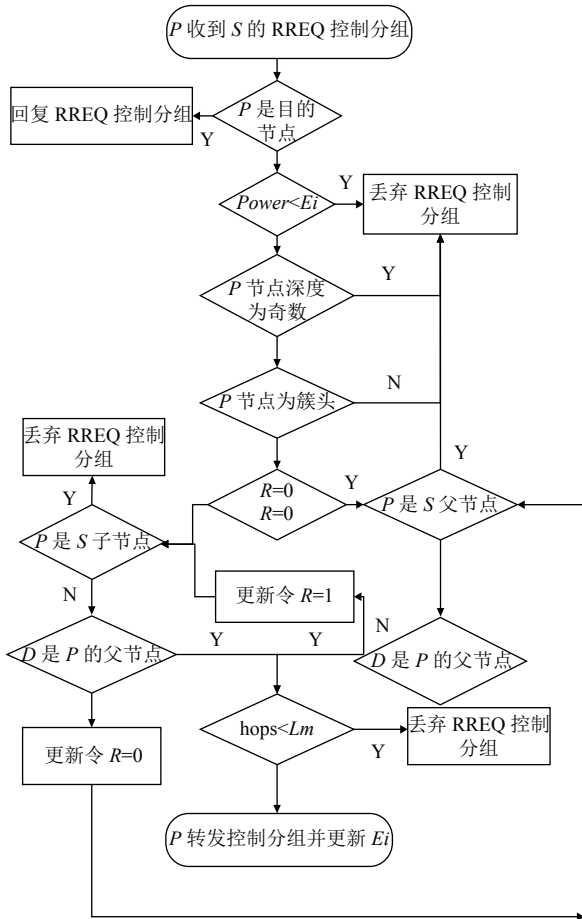 P 收到 S 的 RREQ 控制分组
回复 RREQ 控制分组
Y
P 是目的
节点
Power<Ei
Y
丢弃 RREQ 控制
分组
P 节点深度
为奇数
Y
P 节点为簇头
N
丢弃 RREQ 控制
分组
Y
R=0
R=0
Y
Y
P 是 S 父节点
P 是 S 子节点
N
更新令 R=1
D 是 P 的父节点
Y
Y
N
D 是 P 的父节点
更新令 R=0
hops<Lm
Y
丢弃 RREQ 控制
分组
P 转发控制分组并更新 Ei